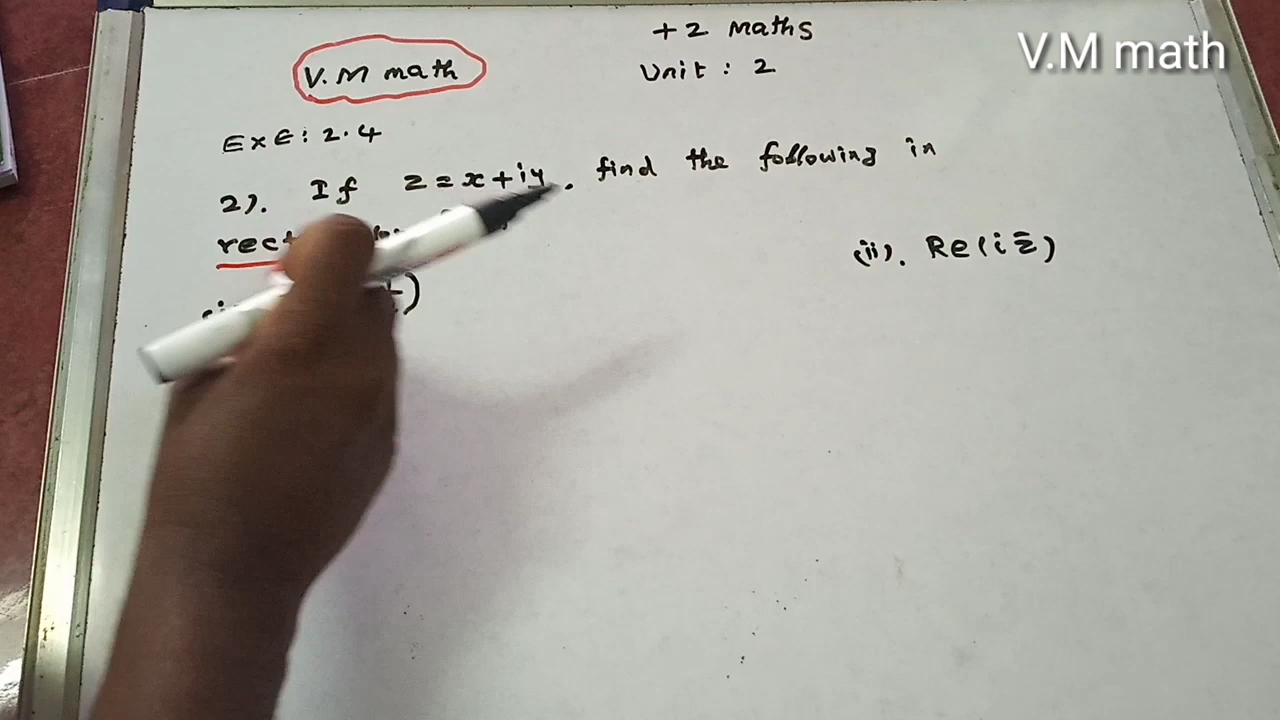 V.M math
+2 Maths
V.M math
Unit : 2
Exe: 2.4
2). If z = x + iy. find the following in
(ii). Re(i z̄)